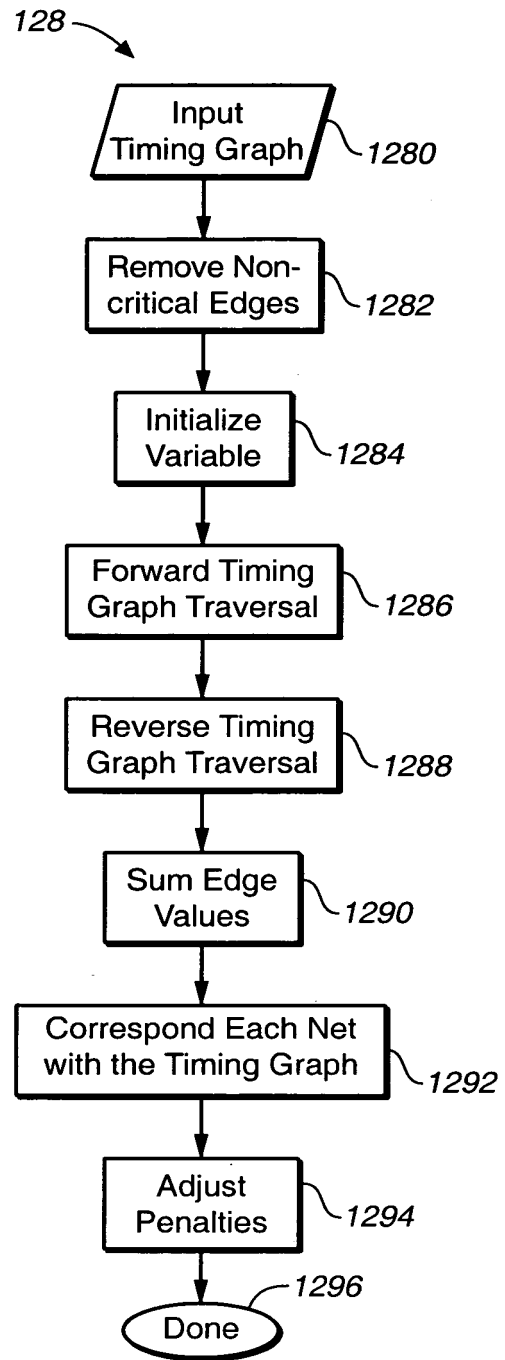 128
Input
Timing Graph
1280
Remove Non-
critical Edges
1282
Initialize
Variable
1284
Forward Timing
Graph Traversal
1286
Reverse Timing
Graph Traversal
1288
Sum Edge
Values
1290
Correspond Each Net
with the Timing Graph
1292
Adjust
Penalties
1294
1296
Done